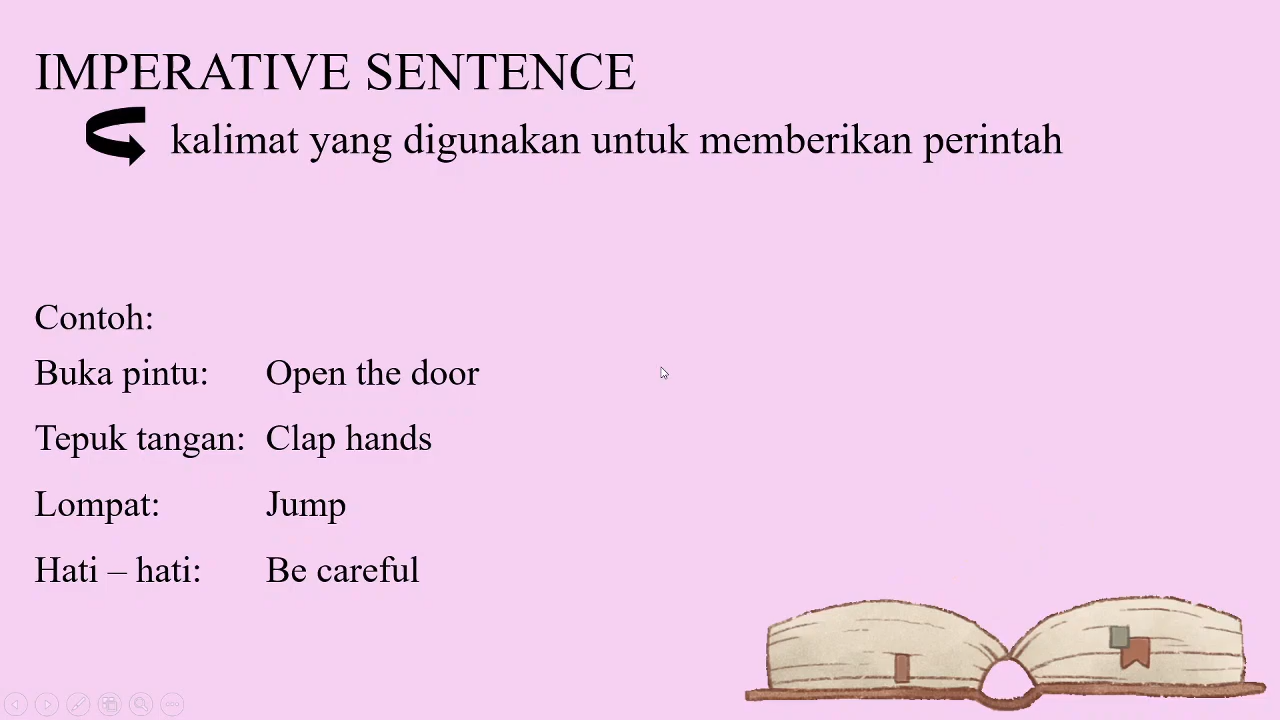 IMPERATIVE SENTENCE
kalimat yang digunakan untuk memberikan perintah
Contoh:
Buka pintu: Open the door
Tepuk tangan: Clap hands
Lompat: Jump
Hati – hati: Be careful